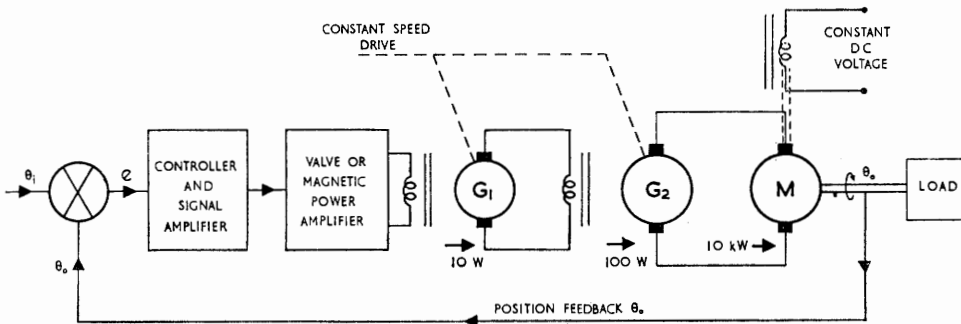 CONSTANT SPEED
DRIVE
CONSTANT
D C
VOLTAGE
θi
e
CONTROLLER
AND
SIGNAL
AMPLIFIER
VALVE OR
MAGNETIC
POWER
AMPLIFIER
G1
G2
M
θo
LOAD
10 W
100 W
10 kW
θo
POSITION FEEDBACK θo